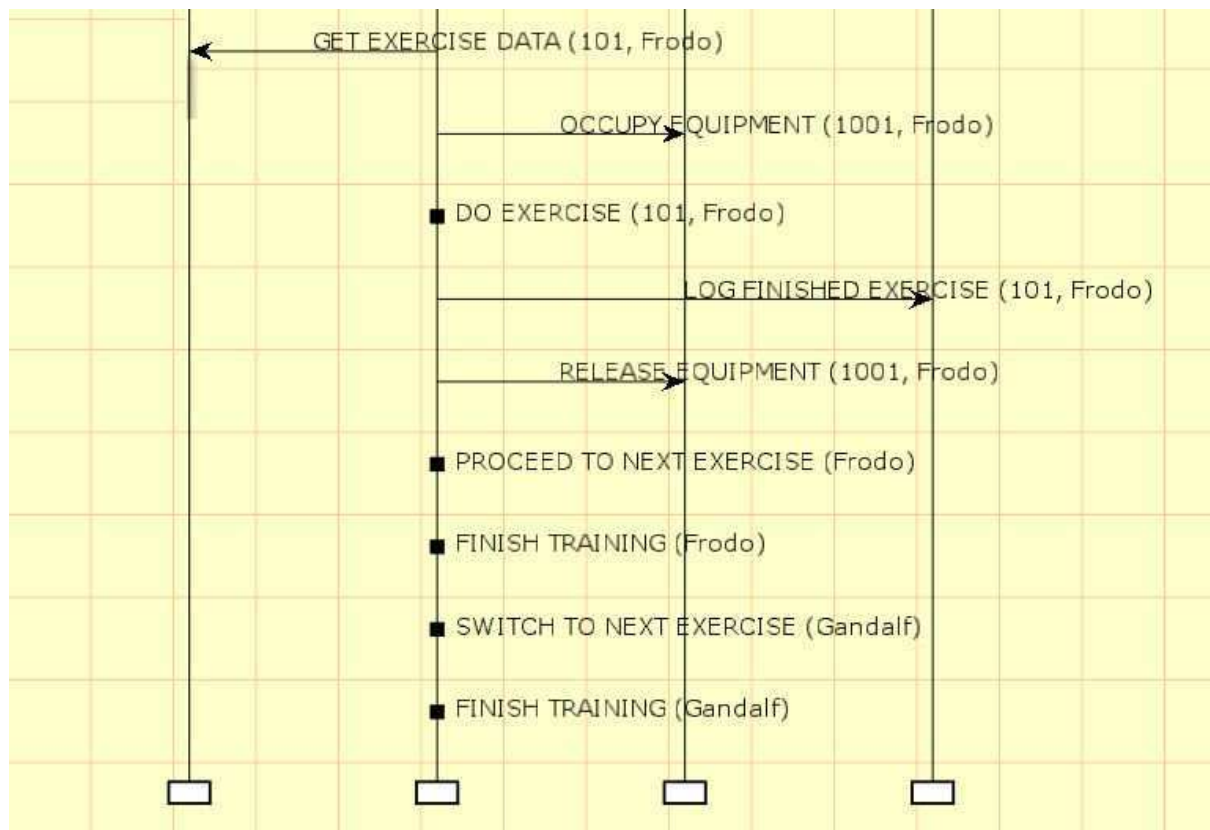 GET EXERCISE DATA (101, Frodo)
OCCUPY EQUIPMENT (1001, Frodo)
DO EXERCISE (101, Frodo)
LOG FINISHED EXERCISE (101, Frodo)
RELEASE EQUIPMENT (1001, Frodo)
PROCEED TO NEXT EXERCISE (Frodo)
FINISH TRAINING (Frodo)
SWITCH TO NEXT EXERCISE (Gandalf)
FINISH TRAINING (Gandalf)